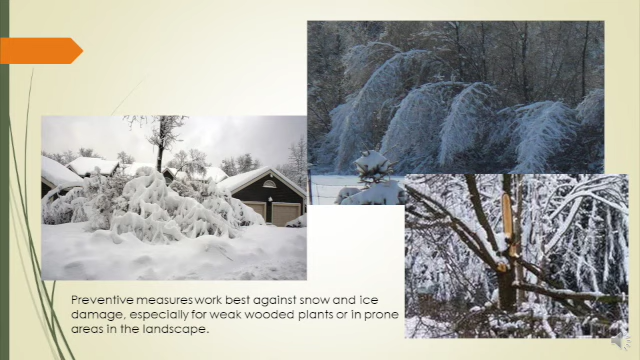 Preventive measures work best against snow and ice
damage, especially for weak wooded plants or in prone
areas in the landscape.